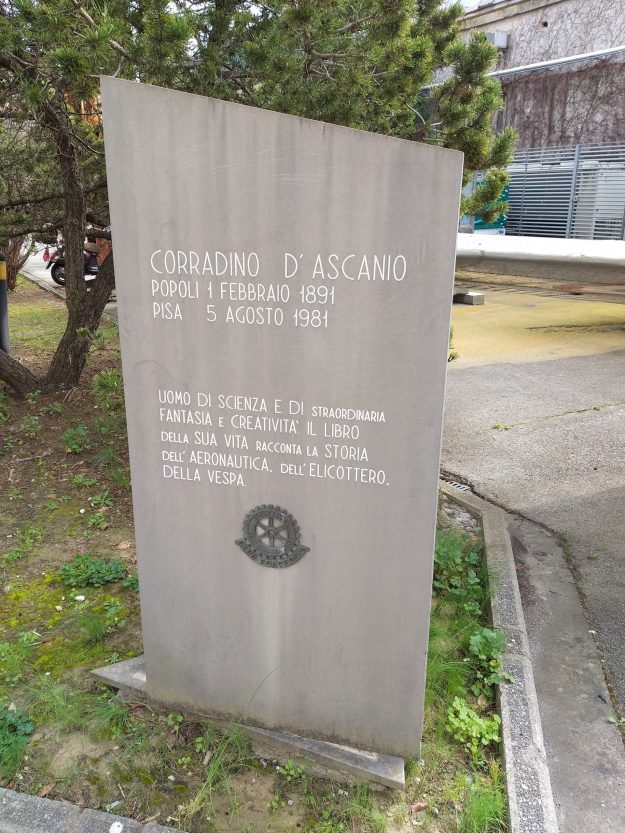 CORRADINO D'ASCANIO
POPOLI 1 FEBBRAIO 1891
PISA 5 AGOSTO 1981
UOMO DI SCIENZA E DI STRAORDINARIA
FANTASIA E CREATIVITA'. IL LIBRO
DELLA SUA VITA RACCONTA LA STORIA
DELL'AERONAUTICA, DELL'ELICOTTERO,
DELLA VESPA.